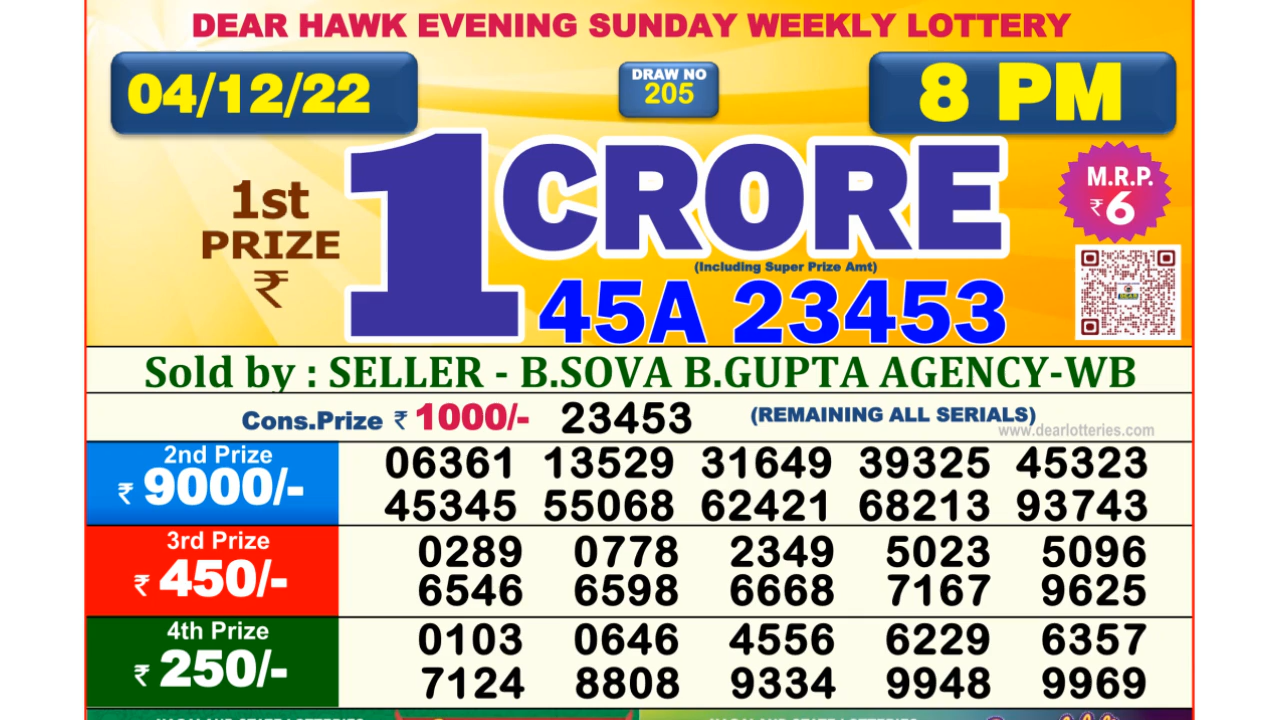 DEAR HAWK EVENING SUNDAY WEEKLY LOTTERY
04/12/22
DRAW NO
205
8 PM
1st
PRIZE
₹
1 CRORE
(Including Super Prize Amt)
45A 23453
M.R.P.
₹ 6
Sold by : SELLER - B.SOVA B.GUPTA AGENCY-WB
Cons.Prize ₹ 1000/- 23453 (REMAINING ALL SERIALS)
www.dearlotteries.com
2nd Prize
₹ 9000/-
06361 13529 31649 39325 45323
45345 55068 62421 68213 93743
3rd Prize
₹ 450/-
0289 0778 2349 5023 5096
6546 6598 6668 7167 9625
4th Prize
₹ 250/-
0103 0646 4556 6229 6357
7124 8808 9334 9948 9969